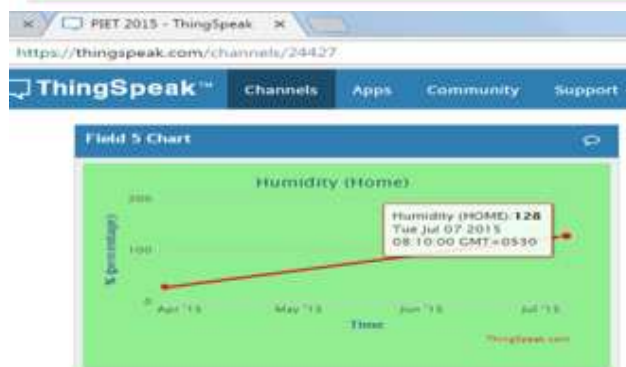 PIET 2015 - ThingSpeak
https://thingspeak.com/channels/24427
ThingSpeak™ Channels Apps Community Support
Field 5 Chart
Humidity (Home)
200
Humidity (HOME): 128
Tue Jul 07 2015
08:10:00 GMT+0530
% (percentage)
100
0
Apr '15 May '15 Jun '15 Jul '15
Time
ThingSpeak.com